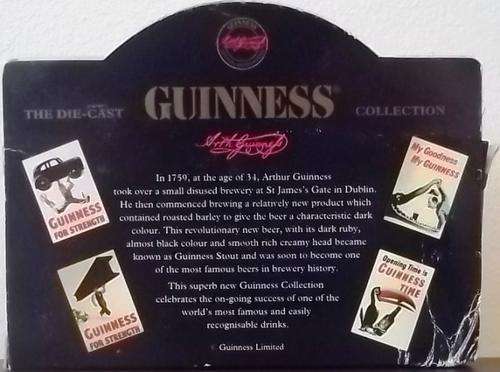 GUINNESS
THE DIE-CAST GUINNESS COLLECTION
Arth Guinness
In 1759, at the age of 34, Arthur Guinness
took over a small disused brewery at St James's Gate in Dublin.
He then commenced brewing a relatively new product which
contained roasted barley to give the beer a characteristic dark
colour. This revolutionary new beer, with its dark ruby,
almost black colour and smooth rich creamy head became
known as Guinness Stout and was soon to become one
of the most famous beers in brewery history.
This superb new Guinness Collection
celebrates the on-going success of one of the
world's most famous and easily
recognisable drinks.
© Guinness Limited
GUINNESS
FOR STRENGTH
GUINNESS
FOR STRENGTH
My Goodness
My GUINNESS
Opening Time is
GUINNESS
TIME